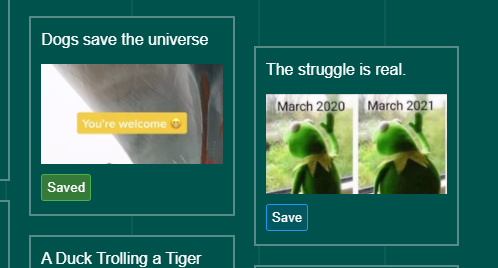 Dogs save the universe
You're welcome 😁
Saved
A Duck Trolling a Tiger
The struggle is real.
March 2020
March 2021
Save